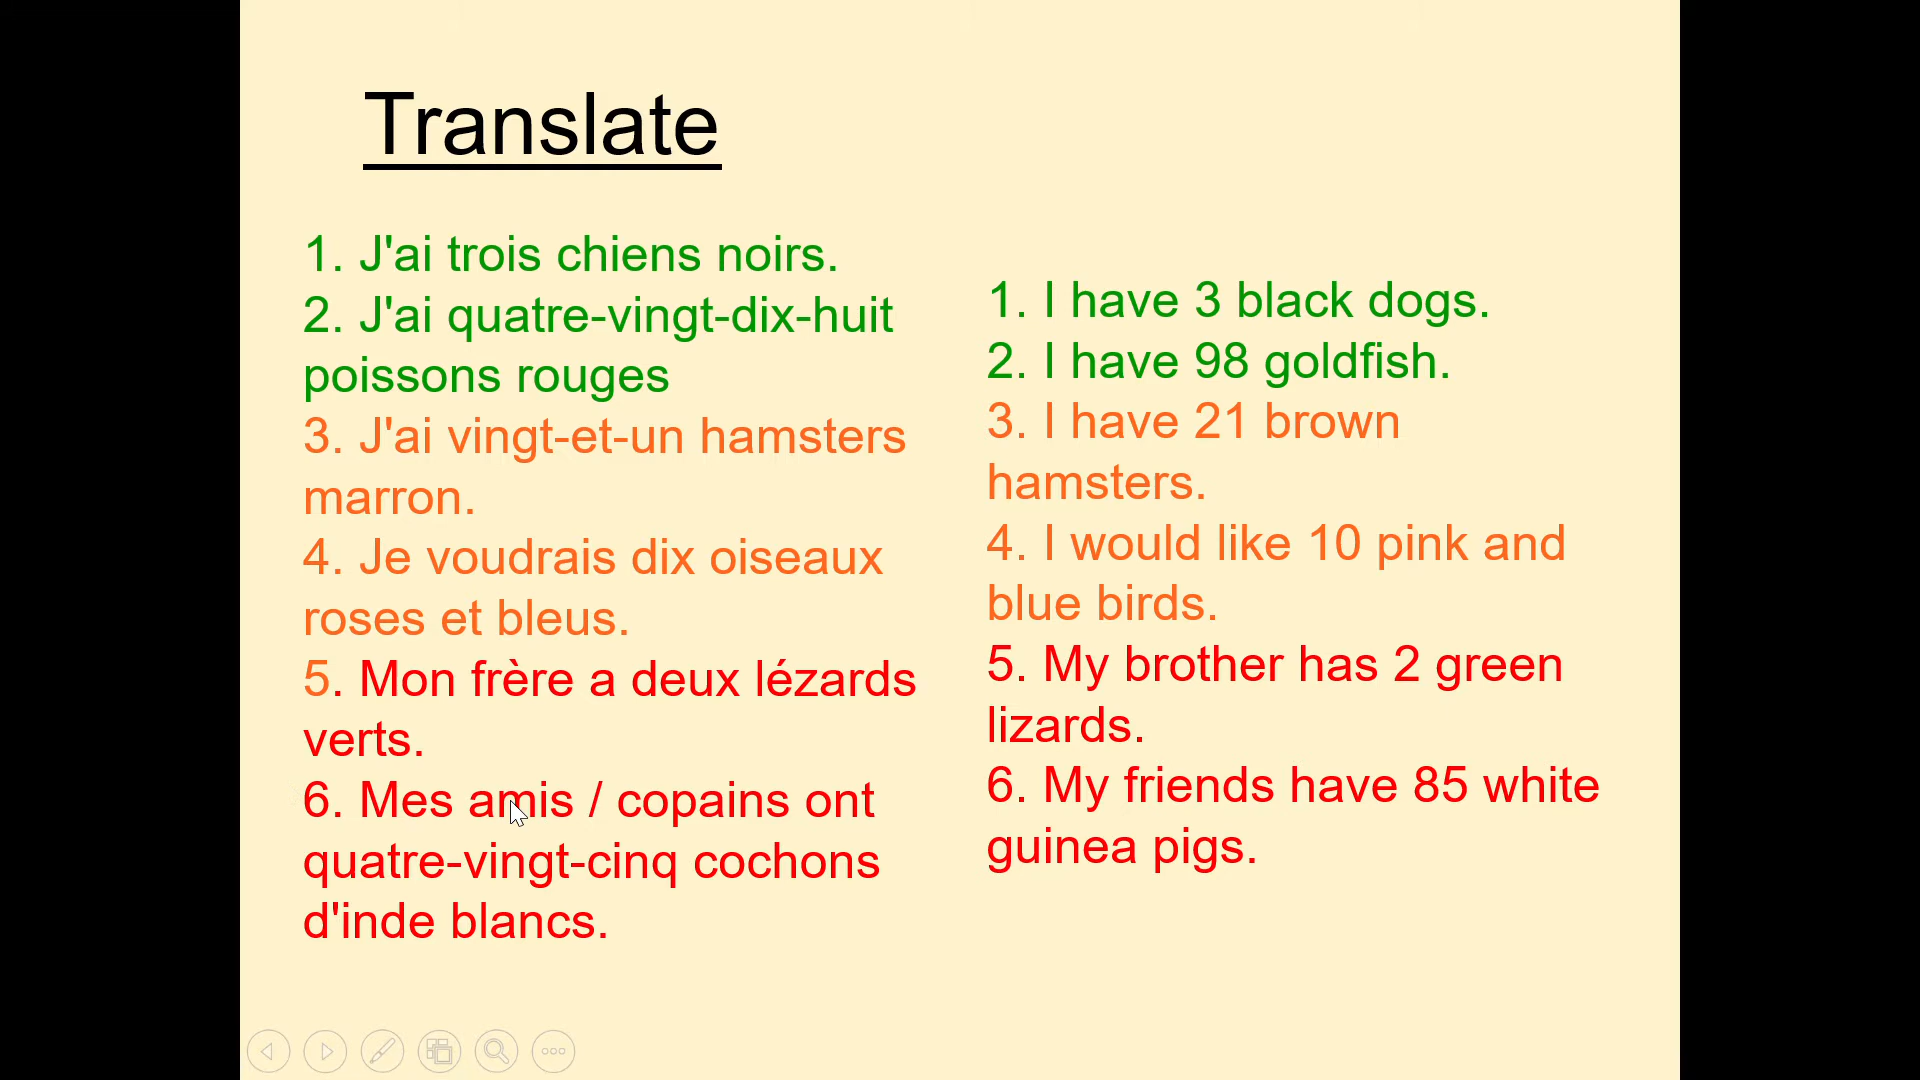 Translate
1. J'ai trois chiens noirs.
2. J'ai quatre-vingt-dix-huit
poissons rouges
3. J'ai vingt-et-un hamsters
marron.
4. Je voudrais dix oiseaux
roses et bleus.
5. Mon frère a deux lézards
verts.
6. Mes amis / copains ont
quatre-vingt-cinq cochons
d'inde blancs.
1. I have 3 black dogs.
2. I have 98 goldfish.
3. I have 21 brown
hamsters.
4. I would like 10 pink and
blue birds.
5. My brother has 2 green
lizards.
6. My friends have 85 white
guinea pigs.